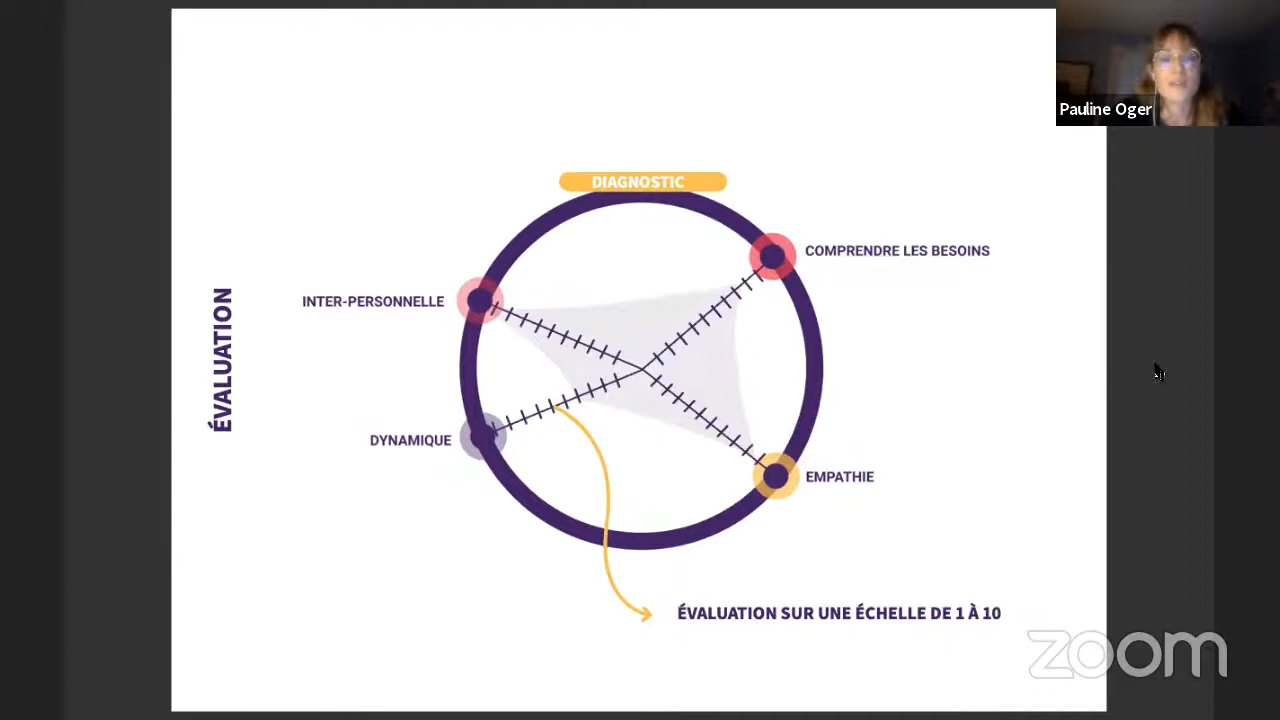 Pauline Oger
DIAGNOSTIC
COMPRENDRE LES BESOINS
INTER-PERSONNELLE
ÉVALUATION
DYNAMIQUE
EMPATHIE
ÉVALUATION SUR UNE ÉCHELLE DE 1 À 10
zoom